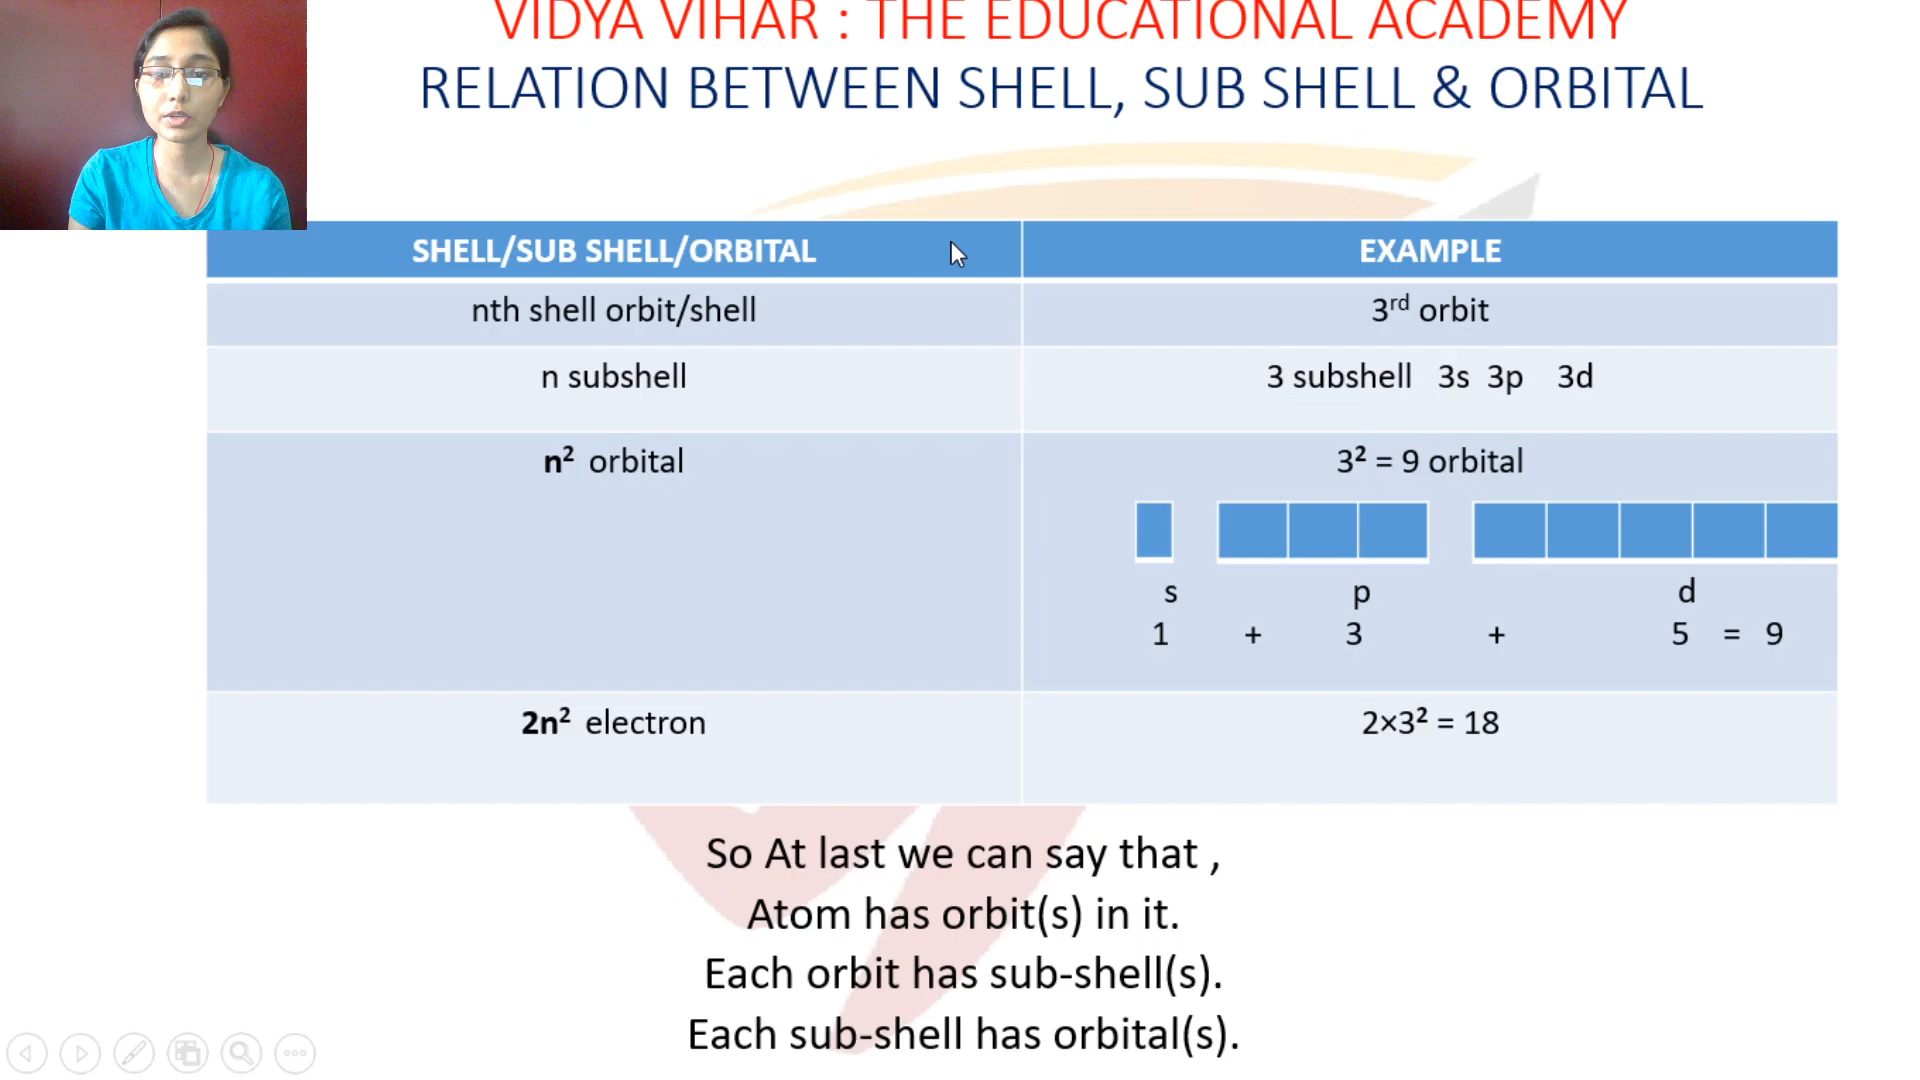 VIDYA VIHAR : THE EDUCATIONAL ACADEMY
RELATION BETWEEN SHELL, SUB SHELL & ORBITAL
SHELL/SUB SHELL/ORBITAL EXAMPLE
nth shell orbit/shell 3rd orbit
n subshell 3 subshell 3s 3p 3d
n² orbital 3² = 9 orbital
s p d
1 + 3 + 5 = 9
2n² electron 2×3² = 18
So At last we can say that ,
Atom has orbit(s) in it.
Each orbit has sub-shell(s).
Each sub-shell has orbital(s).